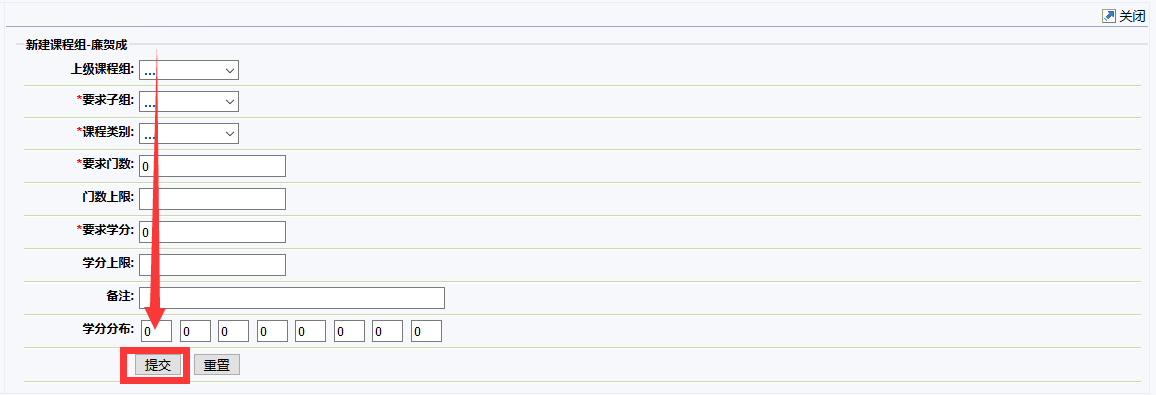 关闭
新建课程组-廉贺成
上级课程组: ...
*要求子组: ...
*课程类别: ...
*要求门数: 0
门数上限:
*要求学分: 0
学分上限:
备注:
学分分布: 0 0 0 0 0 0 0 0
提交 重置